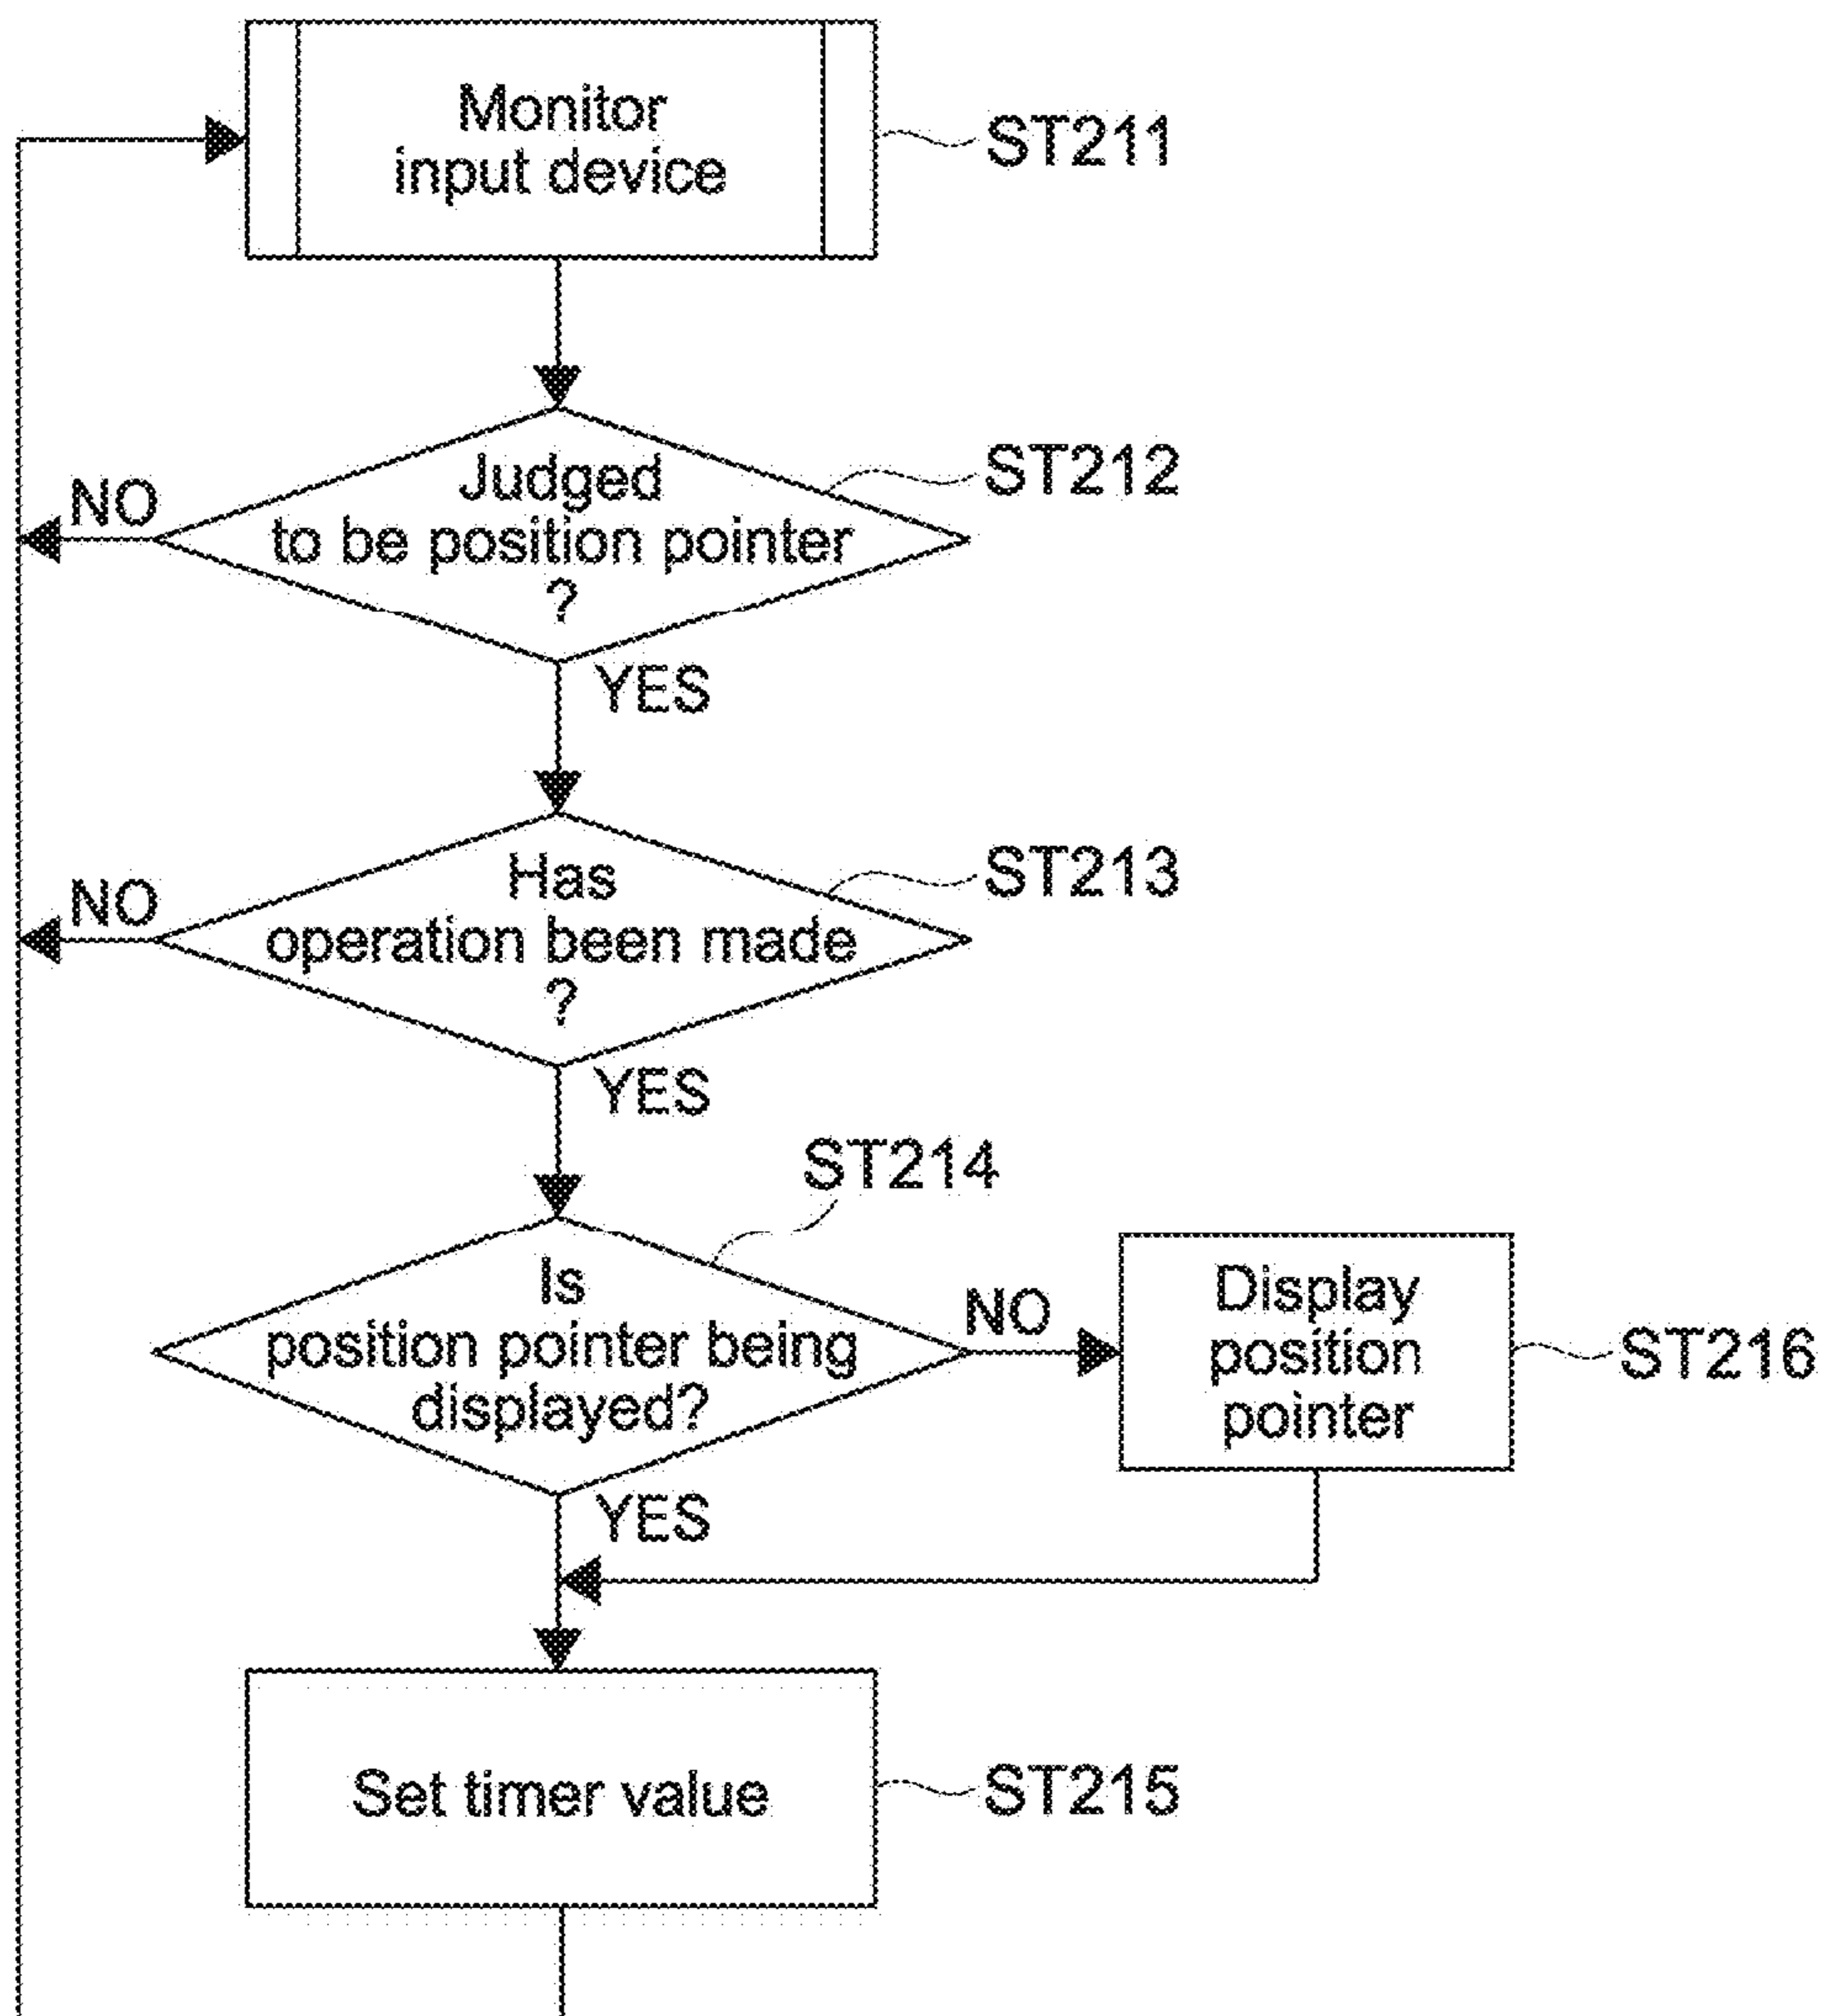 Monitor
input device
ST211
Judged
to be position pointer
?
ST212
NO
YES
Has
operation been made
?
ST213
NO
YES
ST214
Is
position pointer being
displayed?
NO
Display
position
pointer
ST216
YES
Set timer value
ST215